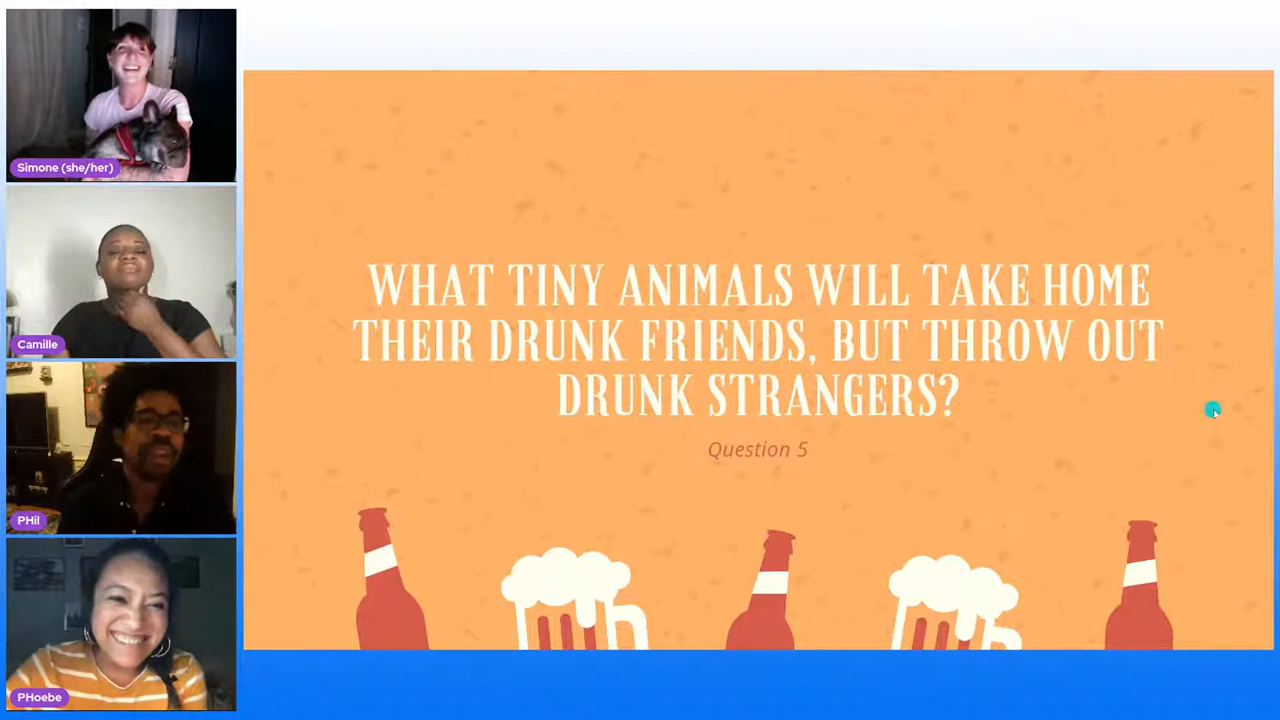 Simone (she/her)
Camille
PHil
PHoebe
WHAT TINY ANIMALS WILL TAKE HOME
THEIR DRUNK FRIENDS, BUT THROW OUT
DRUNK STRANGERS?
Question 5